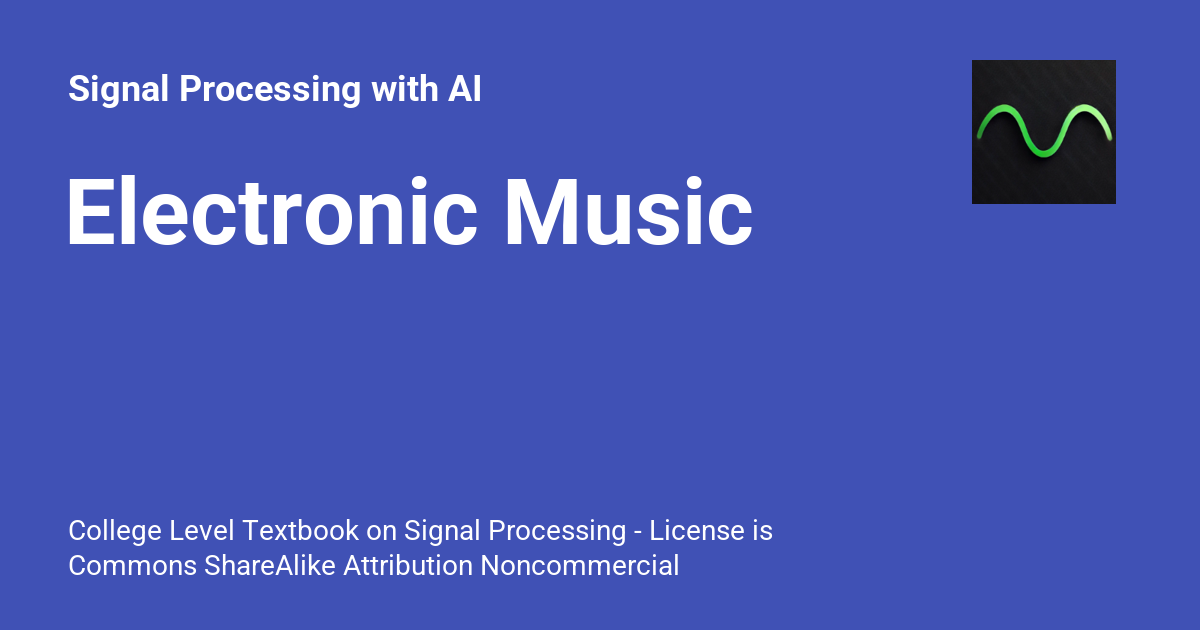 Signal Processing with AI
Electronic Music
College Level Textbook on Signal Processing - License is
Commons ShareAlike Attribution Noncommercial